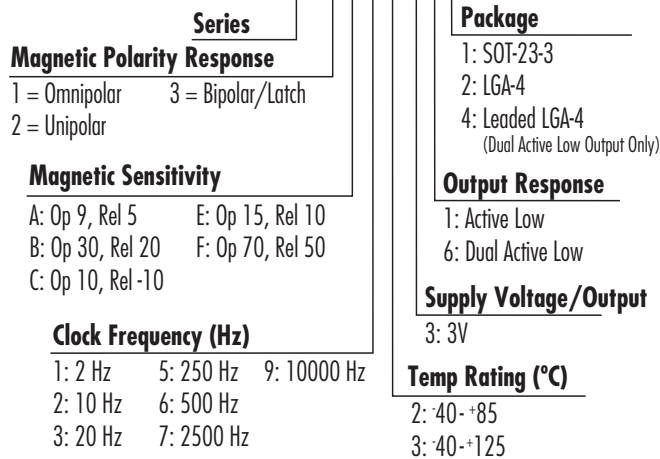 Series
Magnetic Polarity Response
1 = Omnipolar 3 = Bipolar/Latch
2 = Unipolar
Magnetic Sensitivity
A: Op 9, Rel 5 E: Op 15, Rel 10
B: Op 30, Rel 20 F: Op 70, Rel 50
C: Op 10, Rel -10
Clock Frequency (Hz)
1: 2 Hz 5: 250 Hz 9: 10000 Hz
2: 10 Hz 6: 500 Hz
3: 20 Hz 7: 2500 Hz
Package
1: SOT-23-3
2: LGA-4
4: Leaded LGA-4
(Dual Active Low Output Only)
Output Response
1: Active Low
6: Dual Active Low
Supply Voltage/Output
3: 3V
Temp Rating (ºC)
2: -40- +85
3: -40-+125